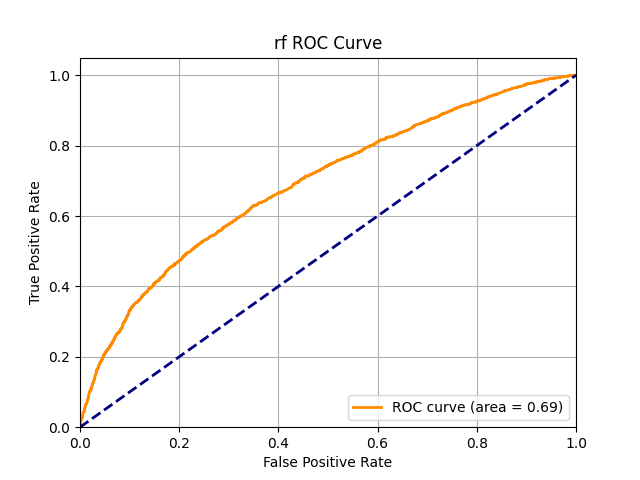 rf ROC Curve
True Positive Rate
1.0
0.8
0.6
0.4
0.2
0.0
ROC curve (area = 0.69)
0.0 0.2 0.4 0.6 0.8 1.0
False Positive Rate